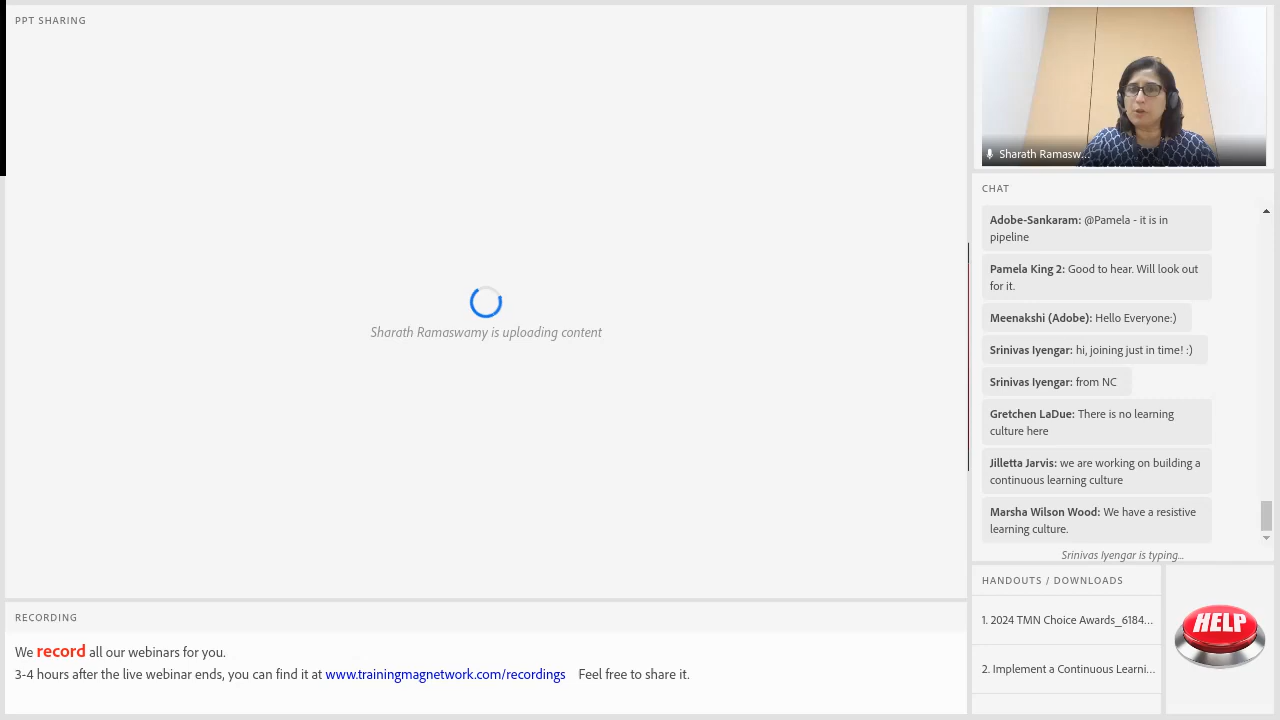 PPT SHARING
Sharath Ramaswamy is uploading content
RECORDING
We record all our webinars for you.
3-4 hours after the live webinar ends, you can find it at www.trainingmagnetwork.com/recordings Feel free to share it.
Sharath Ramasw...
CHAT
Adobe-Sankaram: @Pamela - it is in
pipeline
Pamela King 2: Good to hear. Will look out
for it.
Meenakshi (Adobe): Hello Everyone:)
Srinivas Iyengar: hi, joining just in time! :)
Srinivas Iyengar: from NC
Gretchen LaDue: There is no learning
culture here
Jilletta Jarvis: we are working on building a
continuous learning culture
Marsha Wilson Wood: We have a resistive
learning culture.
Srinivas Iyengar is typing...
HANDOUTS / DOWNLOADS
1. 2024 TMN Choice Awards_6184...
2. Implement a Continuous Learni...
HELP